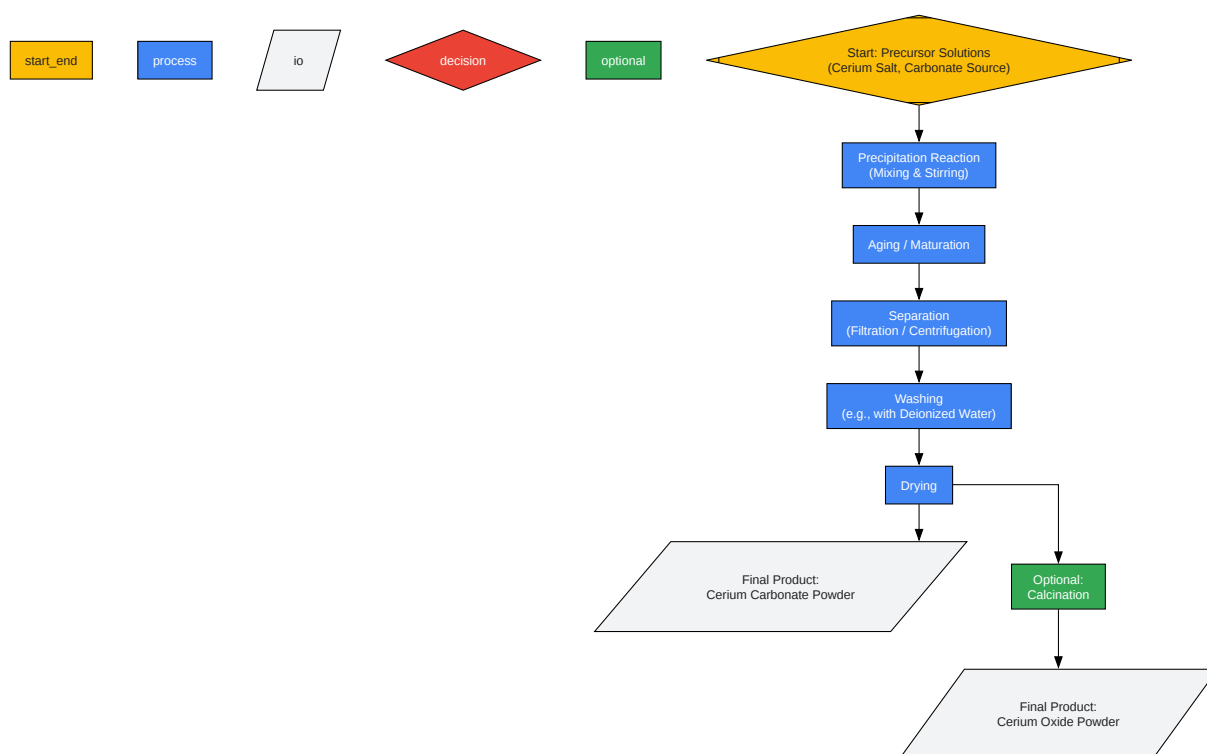 start_end
process
io
decision
optional
Start: Precursor Solutions
(Cerium Salt, Carbonate Source)
Precipitation Reaction
(Mixing & Stirring)
Aging / Maturation
Separation
(Filtration / Centrifugation)
Washing
(e.g., with Deionized Water)
Drying
Final Product:
Cerium Carbonate Powder
Optional:
Calcination
Final Product:
Cerium Oxide Powder